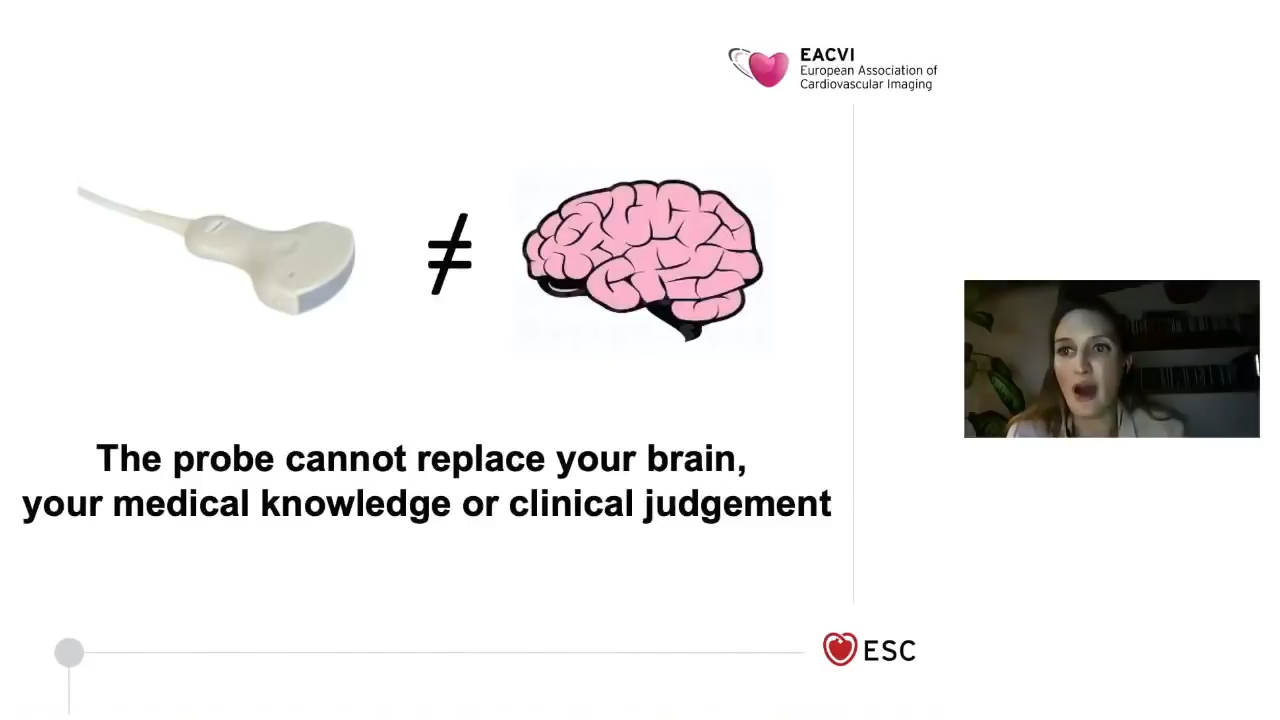 EACVI
European Association of
Cardiovascular Imaging
≠
The probe cannot replace your brain,
your medical knowledge or clinical judgement
ESC